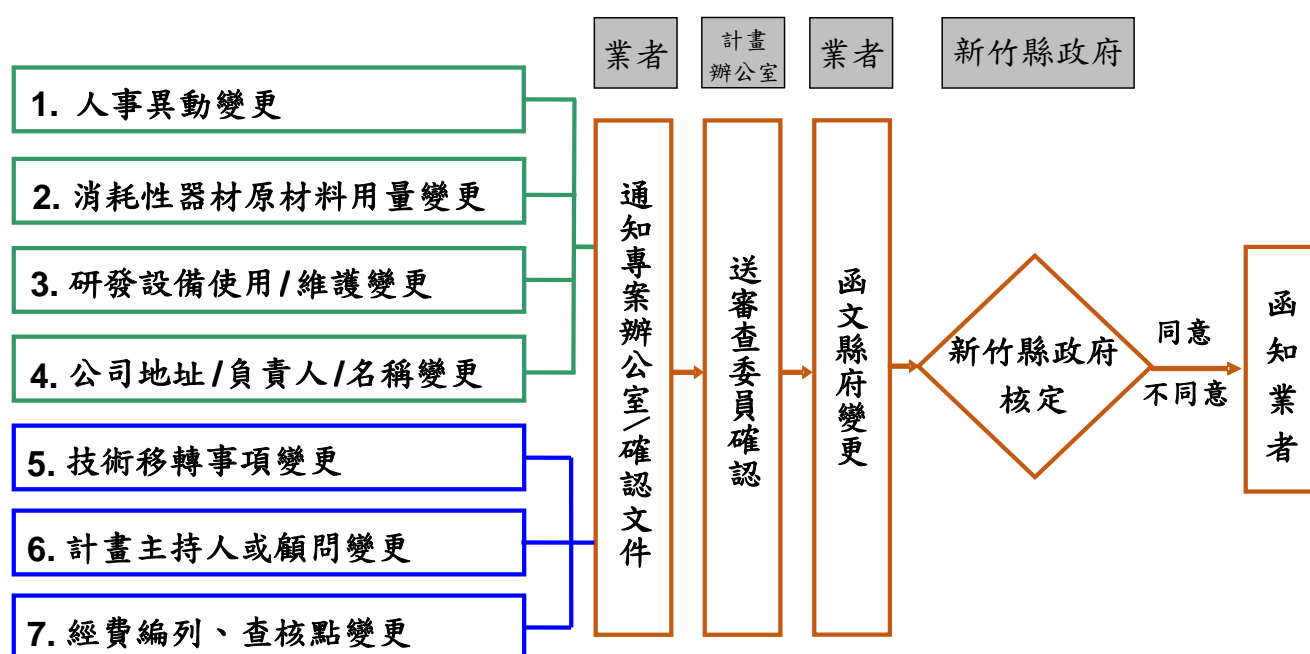 業者
計畫
辦公室
業者
新竹縣政府
1. 人事異動變更
2. 消耗性器材原材料用量變更
3. 研發設備使用/維護變更
4. 公司地址/負責人/名稱變更
5. 技術移轉事項變更
6. 計畫主持人或顧問變更
7. 經費編列、查核點變更
通知專案辦公室/確認文件
送審查委員確認
函文縣府變更
新竹縣政府
核定
同意
不同意
函知業者